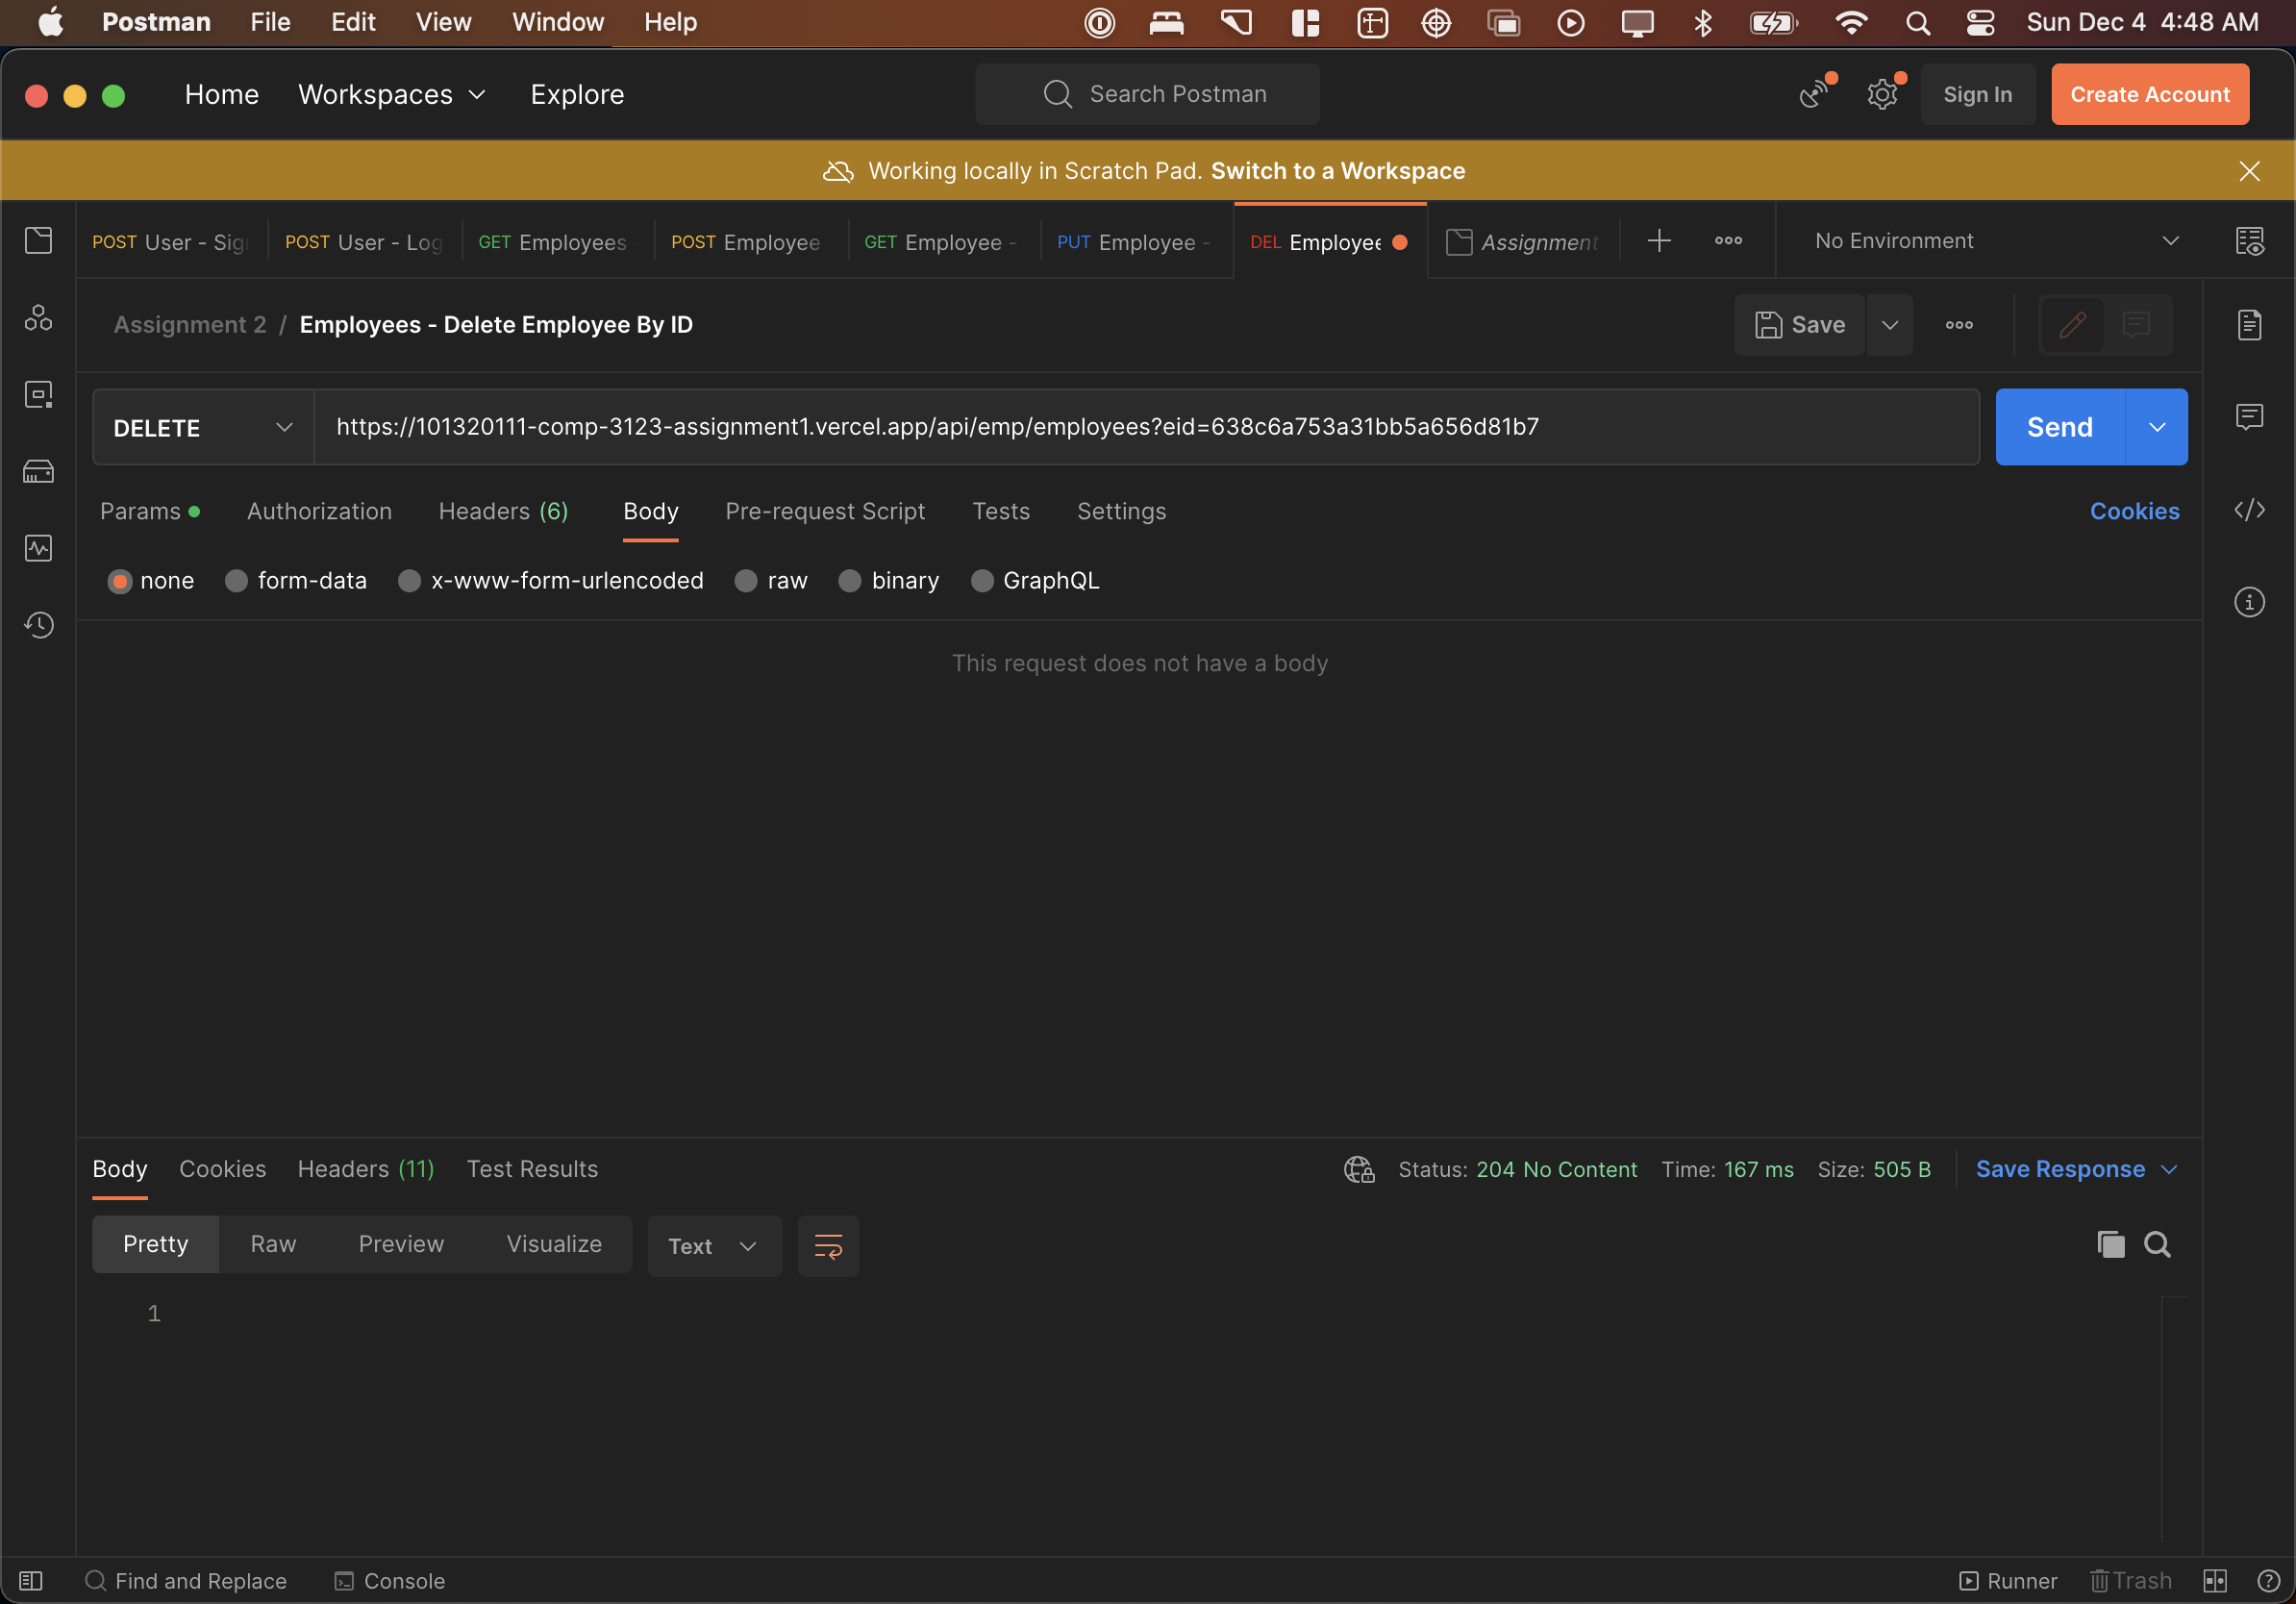 Postman File Edit View Window Help Sun Dec 4 4:48 AM
Home Workspaces Explore Search Postman Sign In Create Account
Working locally in Scratch Pad. Switch to a Workspace
POST User - Sig POST User - Log GET Employees POST Employee GET Employee - PUT Employee - DEL Employee Assignment No Environment
Assignment 2 / Employees - Delete Employee By ID Save
DELETE https://101320111-comp-3123-assignment1.vercel.app/api/emp/employees?eid=638c6a753a31bb5a656d81b7 Send
Params Authorization Headers (6) Body Pre-request Script Tests Settings Cookies
none form-data x-www-form-urlencoded raw binary GraphQL
This request does not have a body
Body Cookies Headers (11) Test Results Status: 204 No Content Time: 167 ms Size: 505 B Save Response
Pretty Raw Preview Visualize Text
1
Find and Replace Console Runner Trash